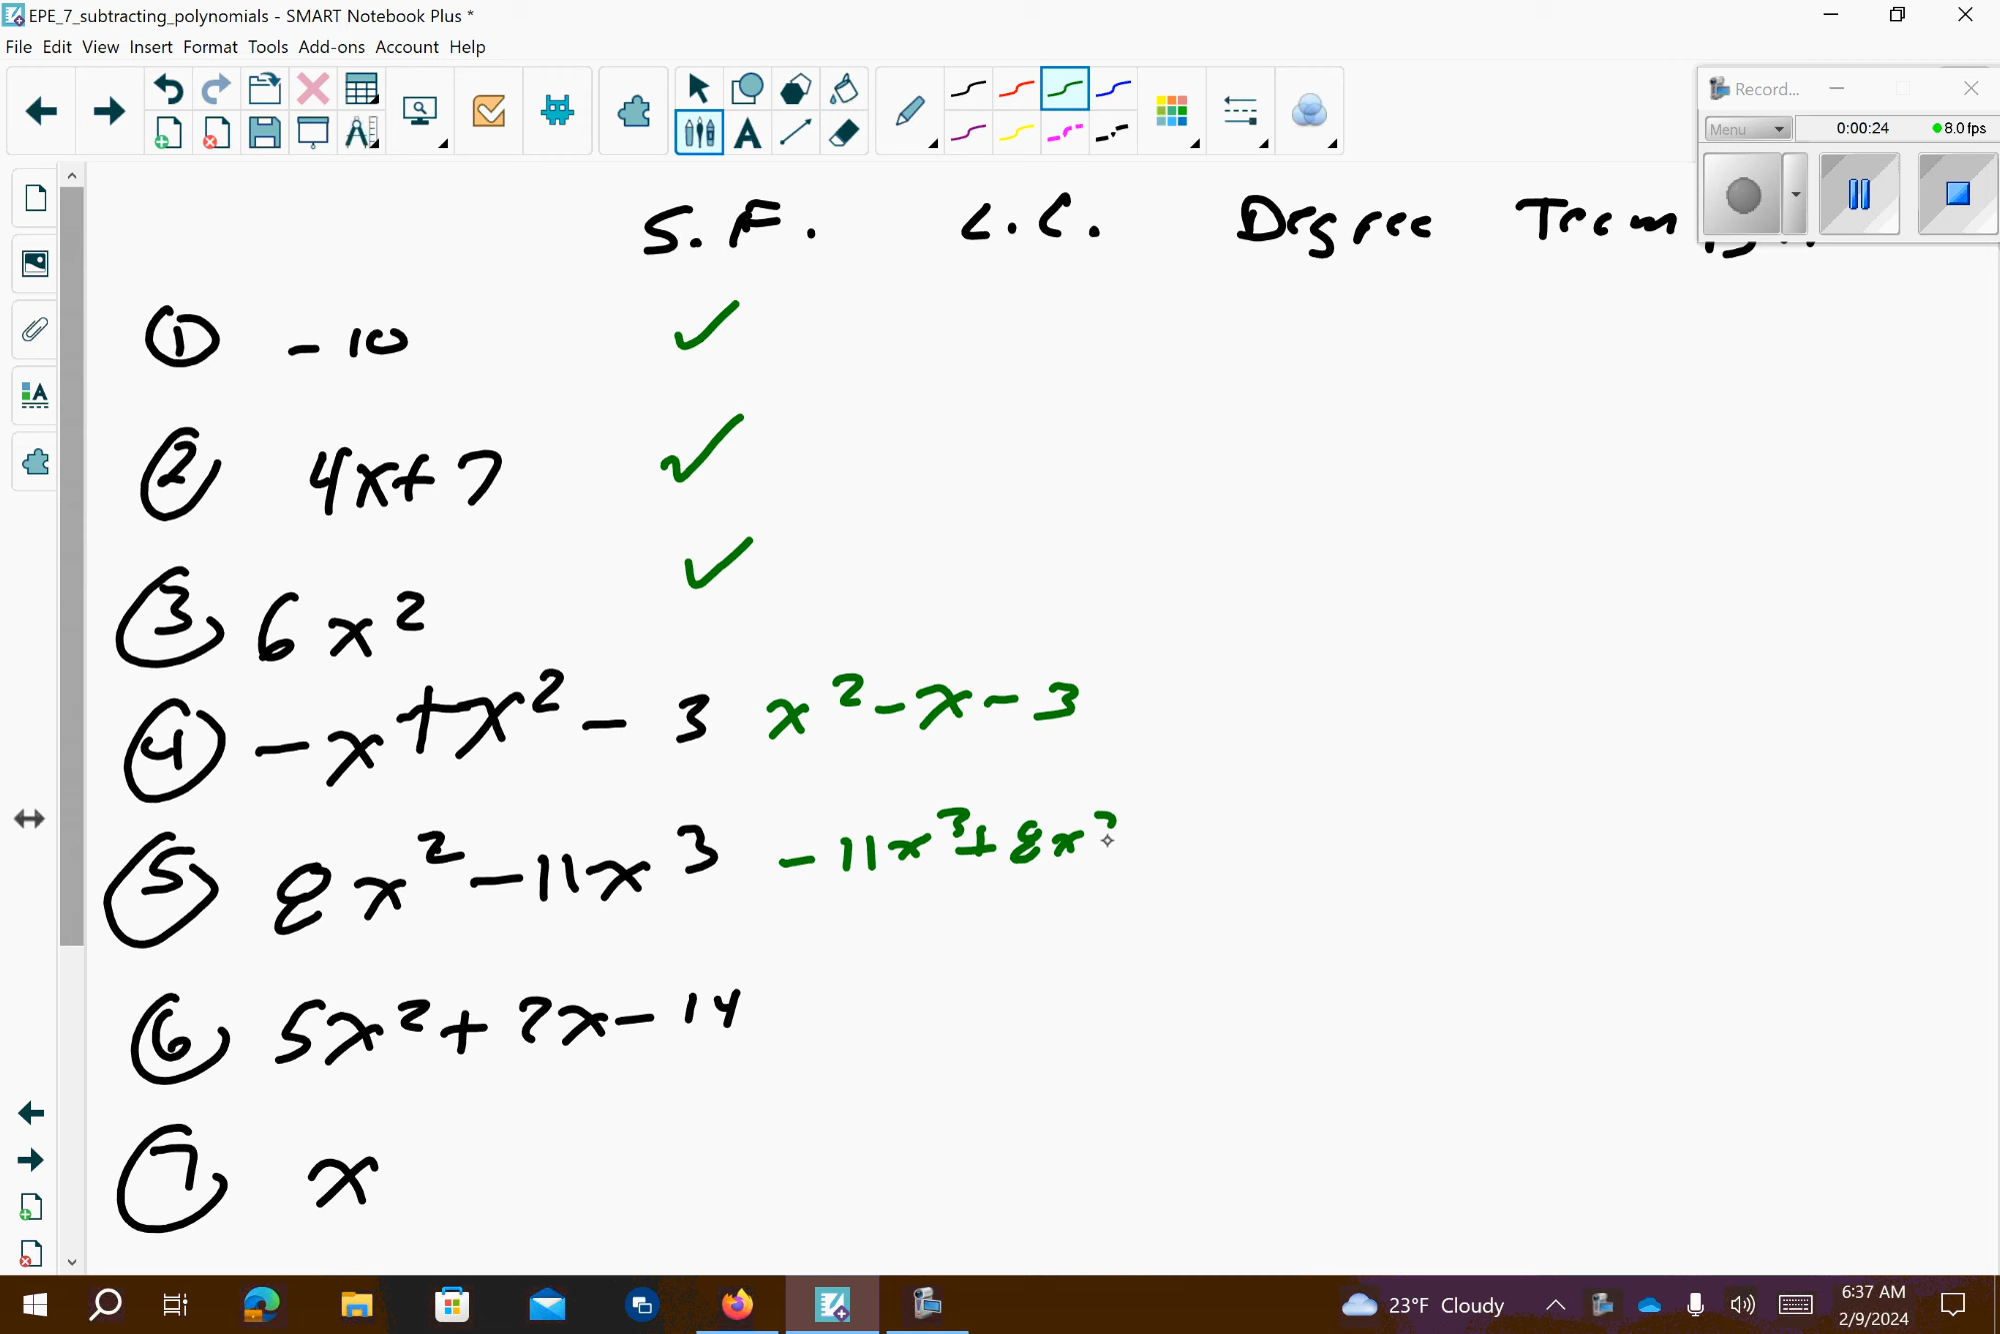 EPE_7_subtracting_polynomials - SMART Notebook Plus *
File Edit View Insert Format Tools Add-ons Account Help
Record...
Menu 0:00:24 8.0 fps
S.F. L.C. Degree
① -10 ✓
② 4x+7 ✓
③ 6x² ✓
④ -x+x²-3 x²-x-3
⑤ 8x²-11x³ -11x³+8x
⑥ 5x²+7x-14
⑦ x
23°F Cloudy
6:37 AM
2/9/2024